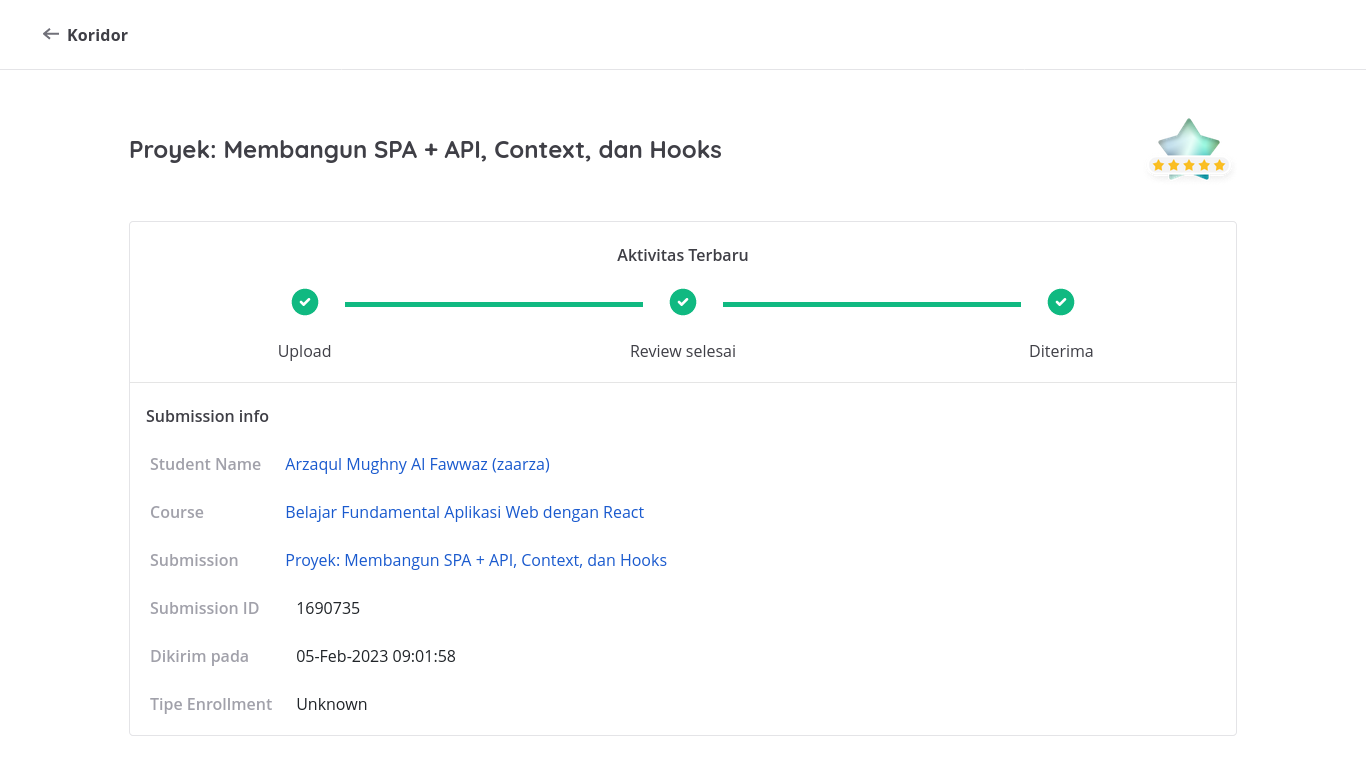 Koridor
Proyek: Membangun SPA + API, Context, dan Hooks
Aktivitas Terbaru
Upload
Review selesai
Diterima
Submission info
Student Name Arzaqul Mughny Al Fawwaz (zaarza)
Course Belajar Fundamental Aplikasi Web dengan React
Submission Proyek: Membangun SPA + API, Context, dan Hooks
Submission ID 1690735
Dikirim pada 05-Feb-2023 09:01:58
Tipe Enrollment Unknown